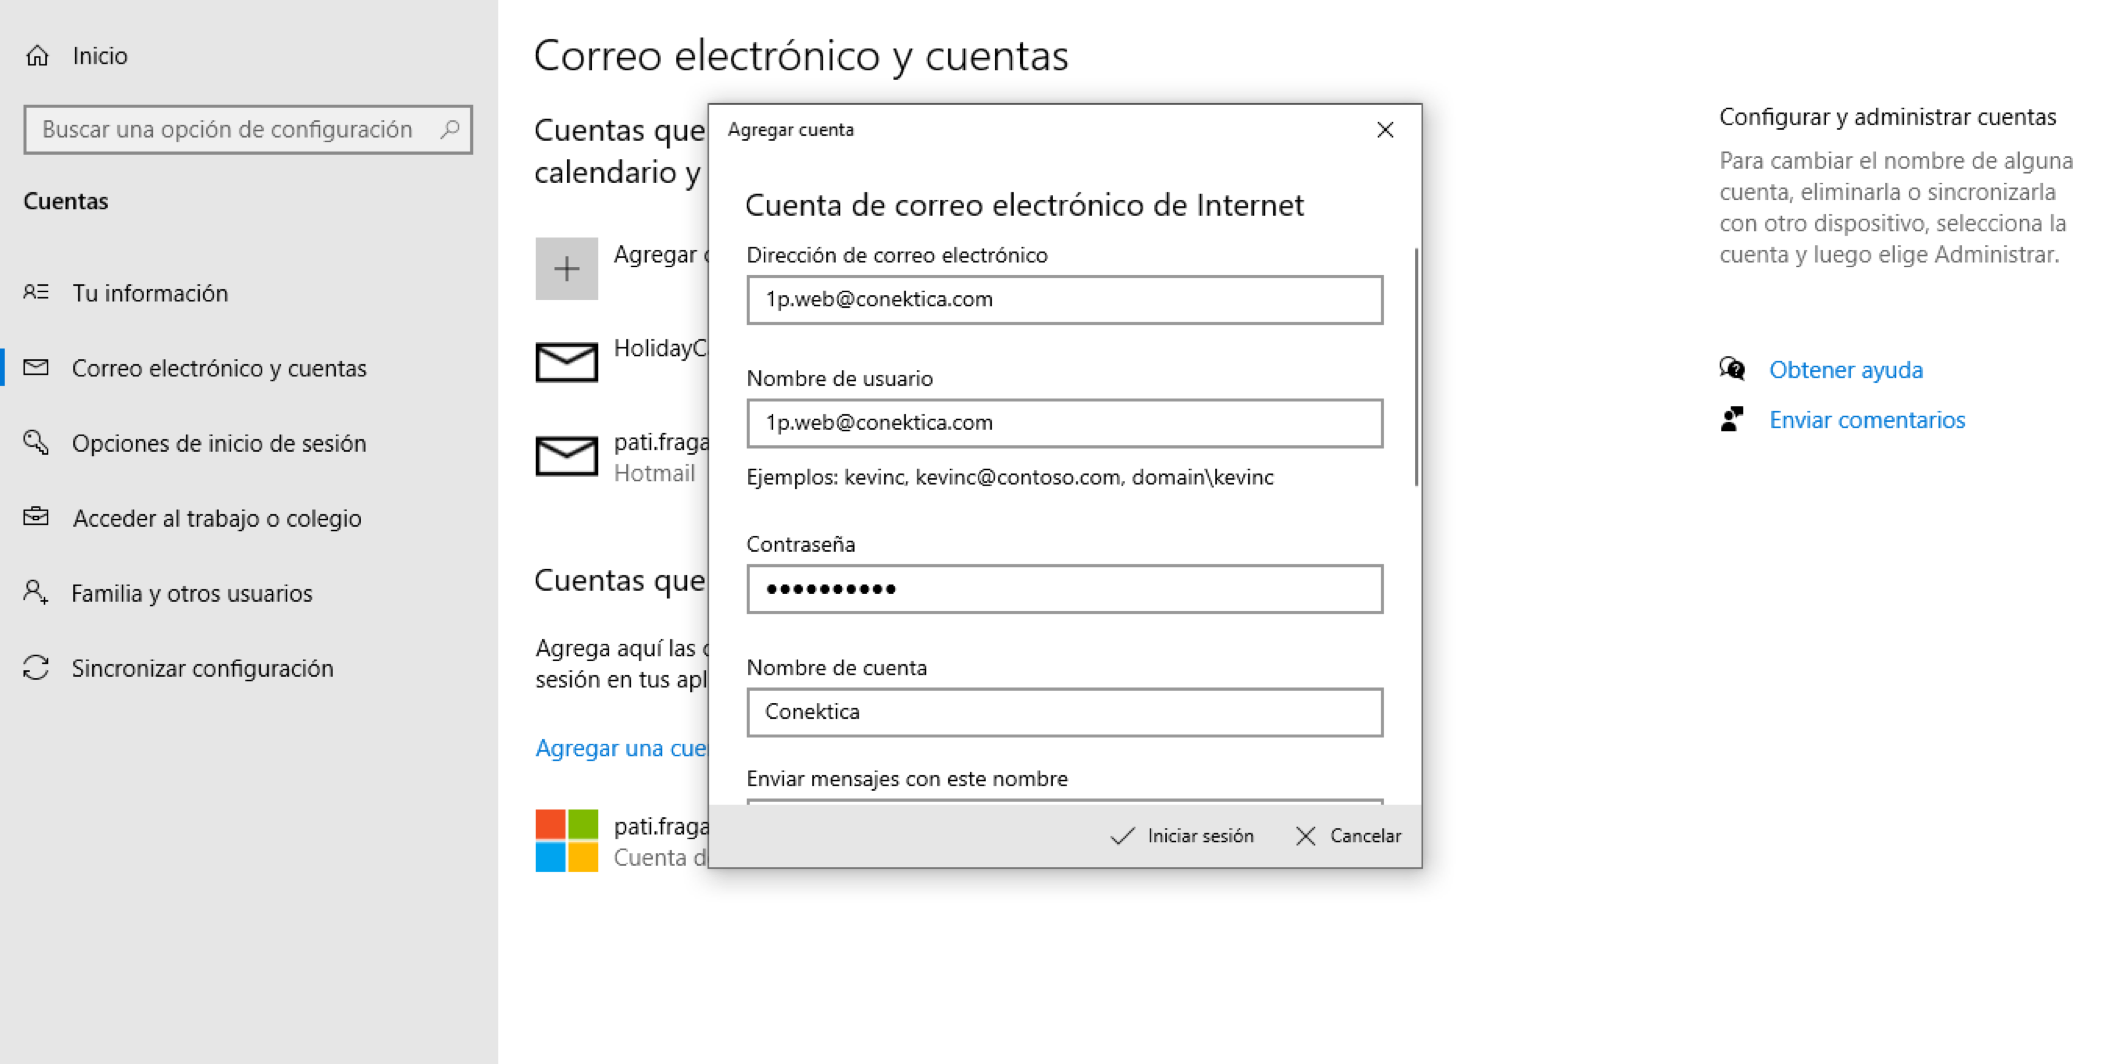 Inicio
Buscar una opción de configuración
Cuentas
Tu información
Correo electrónico y cuentas
Opciones de inicio de sesión
Acceder al trabajo o colegio
Familia y otros usuarios
Sincronizar configuración
Correo electrónico y cuentas
Cuentas que
calendario y
Agregar
HolidayC
pati.fraga
Hotmail
Cuentas que
Agrega aquí las
sesión en tus apl
Agregar una cue
pati.fraga
Cuenta d
Agregar cuenta
Cuenta de correo electrónico de Internet
Dirección de correo electrónico
1p.web@conektica.com
Nombre de usuario
1p.web@conektica.com
Ejemplos: kevinc, kevinc@contoso.com, domain\kevinc
Contraseña
••••••••••
Nombre de cuenta
Conektica
Enviar mensajes con este nombre
Iniciar sesión
Cancelar
Configurar y administrar cuentas
Para cambiar el nombre de alguna
cuenta, eliminarla o sincronizarla
con otro dispositivo, selecciona la
cuenta y luego elige Administrar.
Obtener ayuda
Enviar comentarios